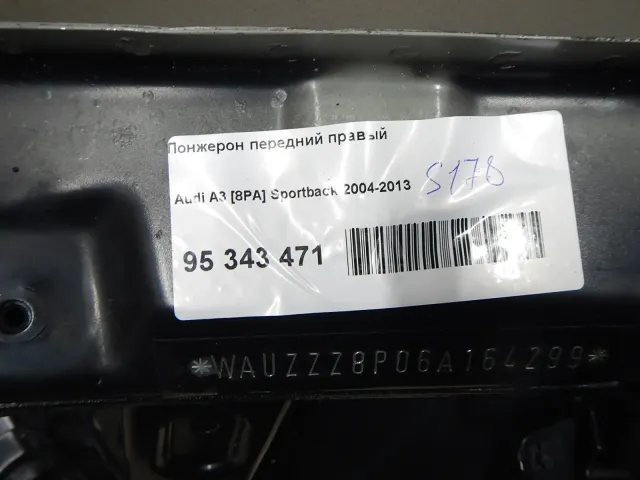 Лонжерон передний правый
Audi A3 [8PA] Sportback 2004-2013
S178
95 343 471
*WAUZZZ8P06A164299*